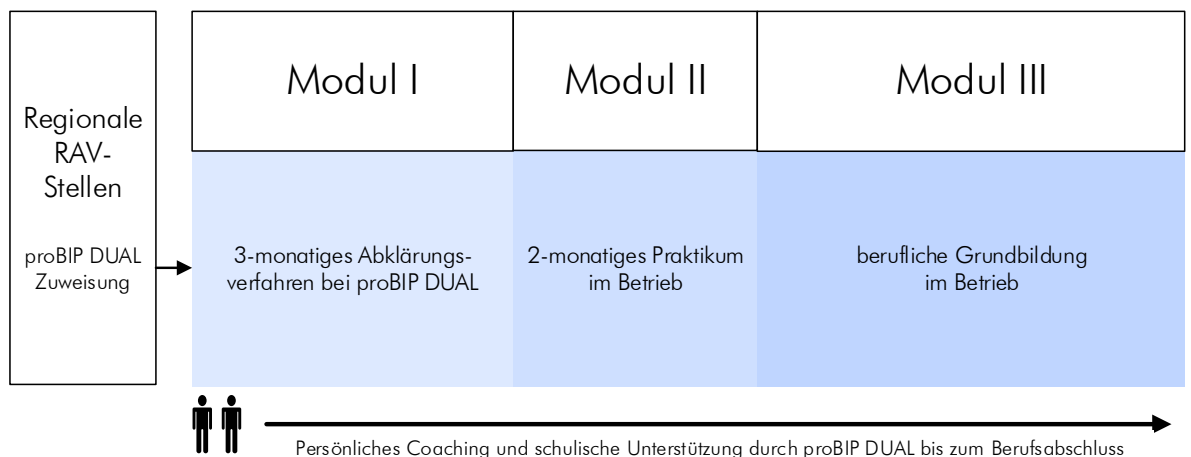 Regionale
RAV-
Stellen
proBIP DUAL
Zuweisung
Modul I
3-monatiges Abklärungs-
verfahren bei proBIP DUAL
Modul II
2-monatiges Praktikum
im Betrieb
Modul III
berufliche Grundbildung
im Betrieb
Persönliches Coaching und schulische Unterstützung durch proBIP DUAL bis zum Berufsabschluss